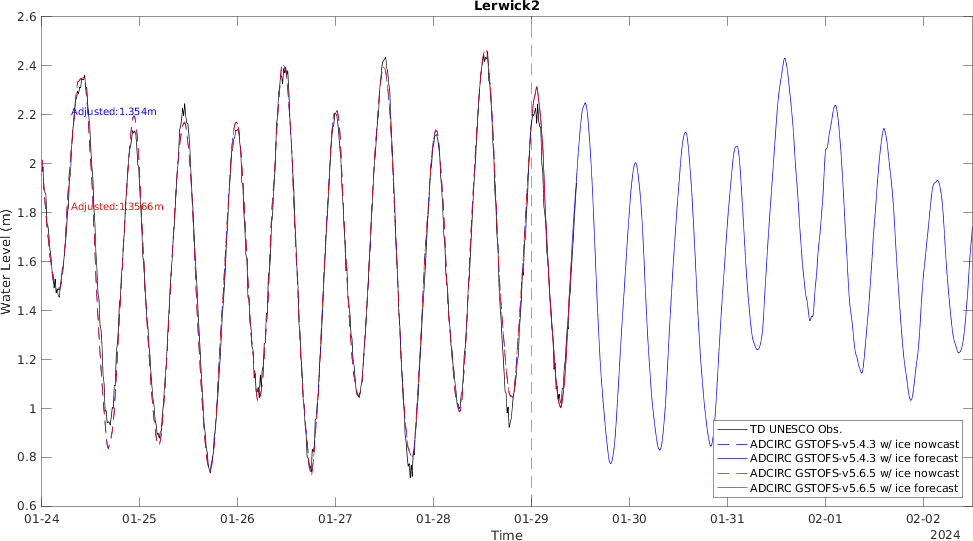 Lerwick2
2.6
2.4
2.2
2
1.8
1.6
1.4
1.2
1
0.8
0.6
Water Level (m)
Adjusted:1.354m
Adjusted:1.3566m
TD UNESCO Obs.
ADCIRC GSTOFS-v5.4.3 w/ ice nowcast
ADCIRC GSTOFS-v5.4.3 w/ ice forecast
ADCIRC GSTOFS-v5.6.5 w/ ice nowcast
ADCIRC GSTOFS-v5.6.5 w/ ice forecast
01-24 01-25 01-26 01-27 01-28 01-29 01-30 01-31 02-01 02-02
Time
2024